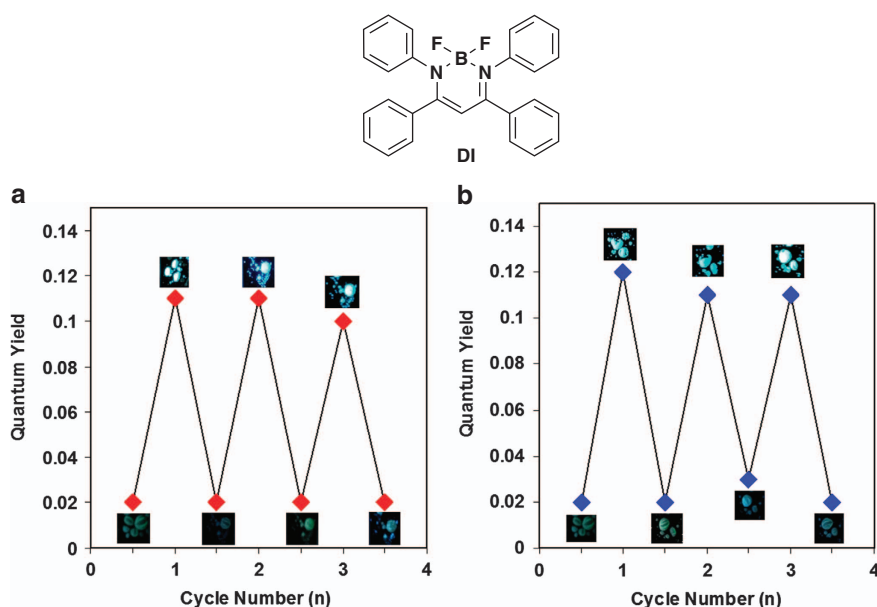 F F
B
N N
DI
a
0.14
0.12
0.1
0.08
0.06
0.04
0.02
0
0 1 2 3 4
Quantum Yield
Cycle Number (n)
b
0.14
0.12
0.1
0.08
0.06
0.04
0.02
0
0 1 2 3 4
Quantum Yield
Cycle Number (n)